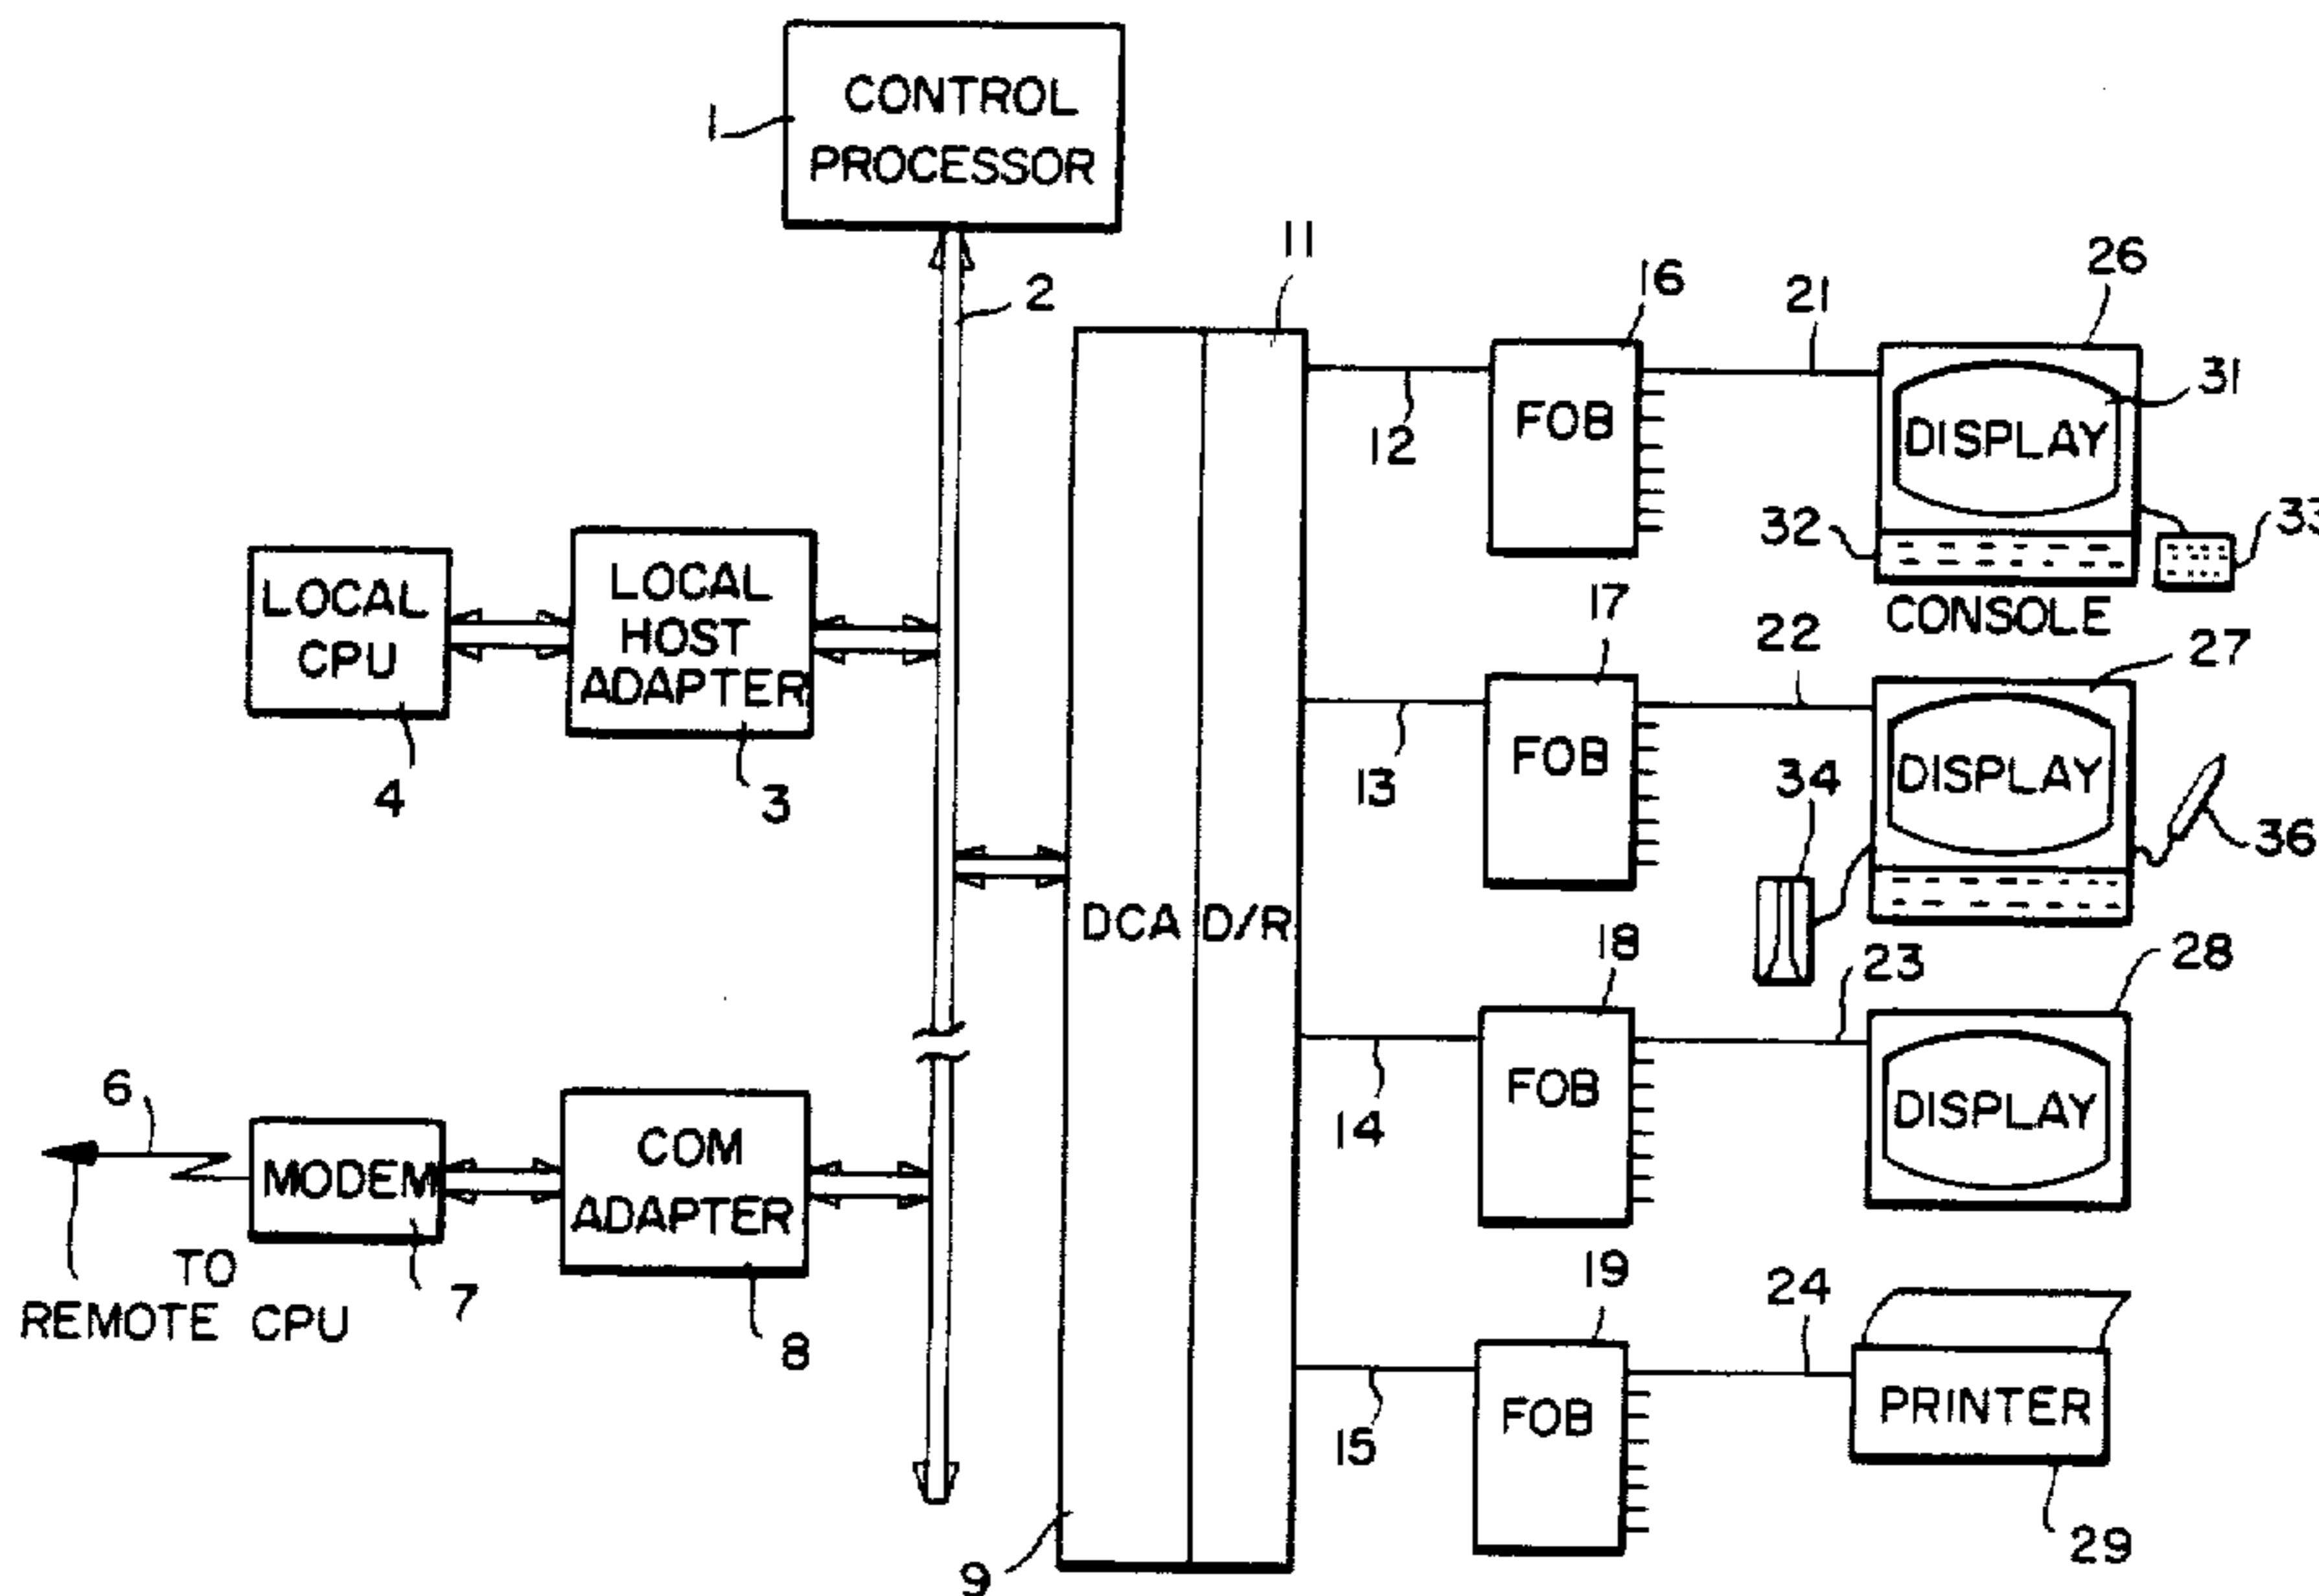 CONTROL
PROCESSOR
1
2
11
16
21
26
31
FOB
DISPLAY
12
32
33
CONSOLE
LOCAL
CPU
4
LOCAL
HOST
ADAPTER
3
17
22
27
FOB
DISPLAY
13
34
36
DCA D/R
18
23
28
FOB
DISPLAY
14
6
MODEM
COM
ADAPTER
TO
REMOTE CPU
7
8
19
24
FOB
PRINTER
15
9
29